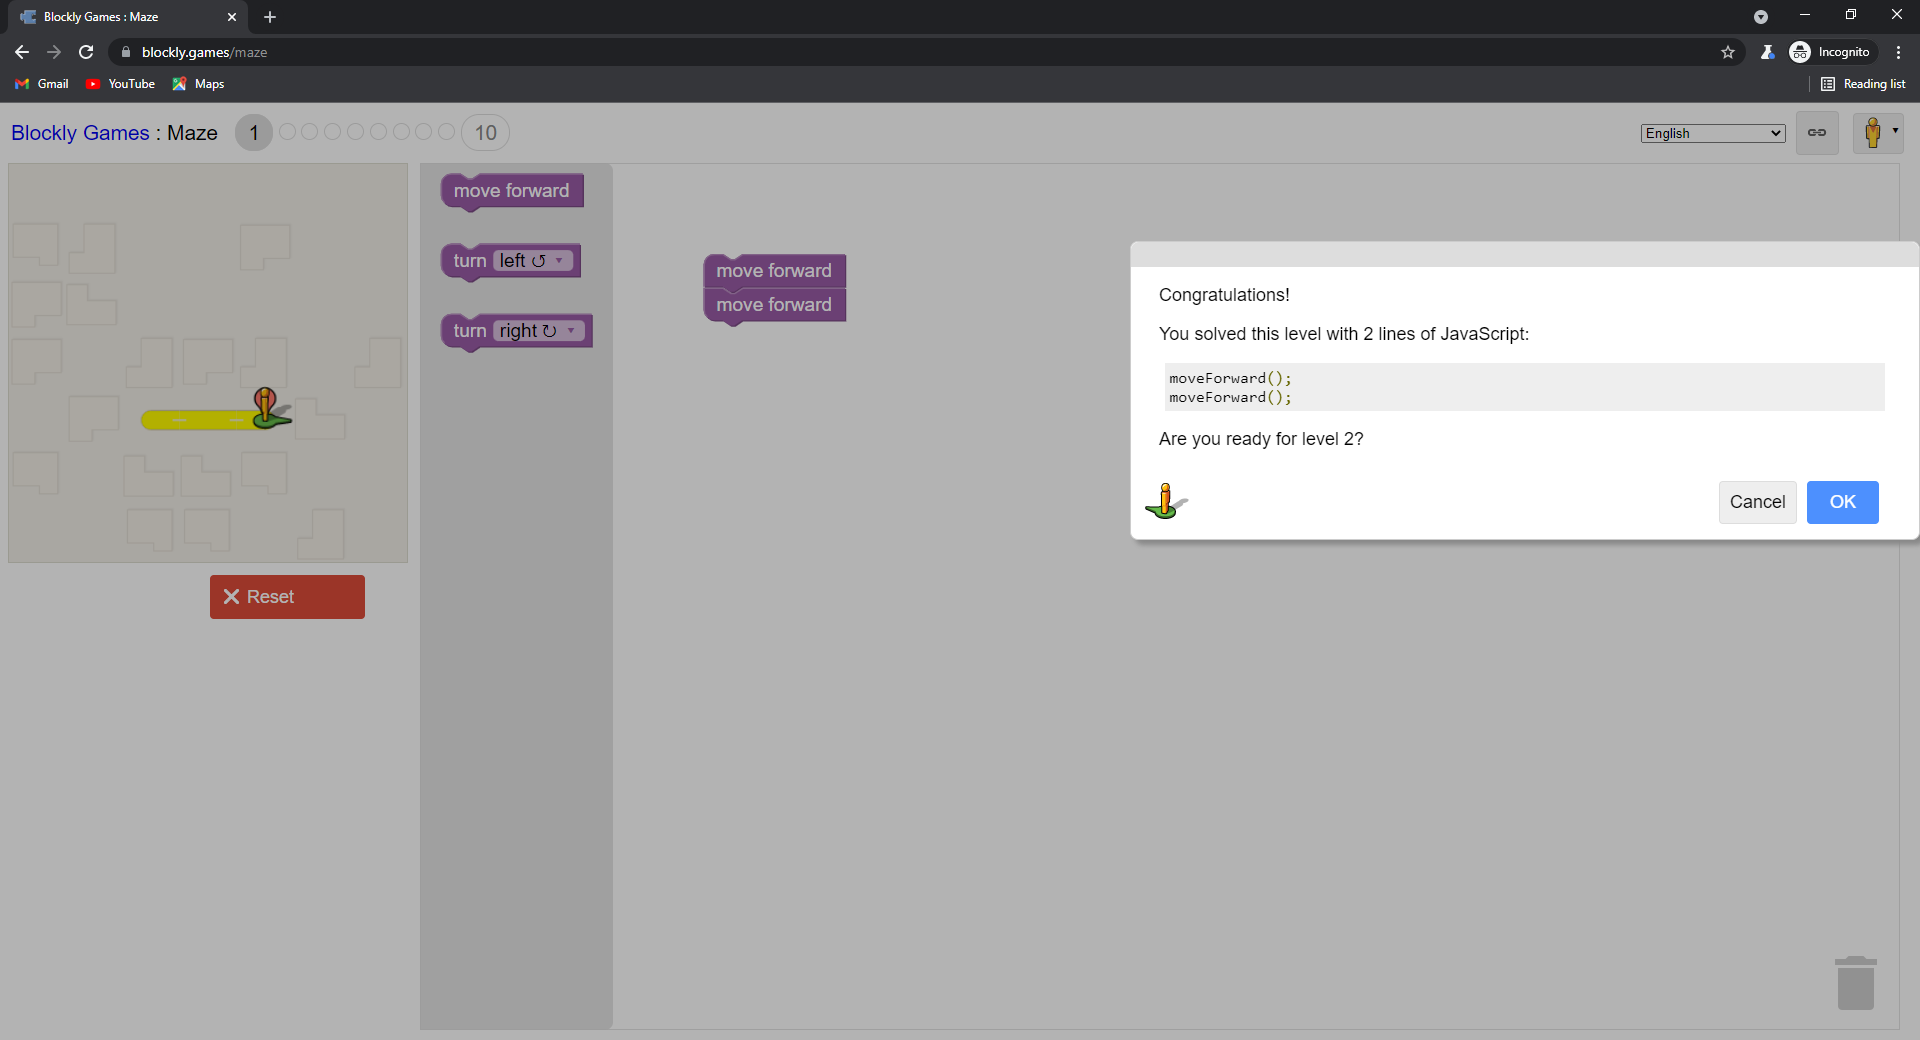 Blockly Games : Maze
blockly.games/maze
Incognito
Gmail
YouTube
Maps
Reading list
Blockly Games : Maze
1
10
English
move forward
turn left ↺
turn right ↻
move forward
move forward
Congratulations!
You solved this level with 2 lines of JavaScript:
moveForward();
moveForward();
Are you ready for level 2?
Cancel
OK
Reset